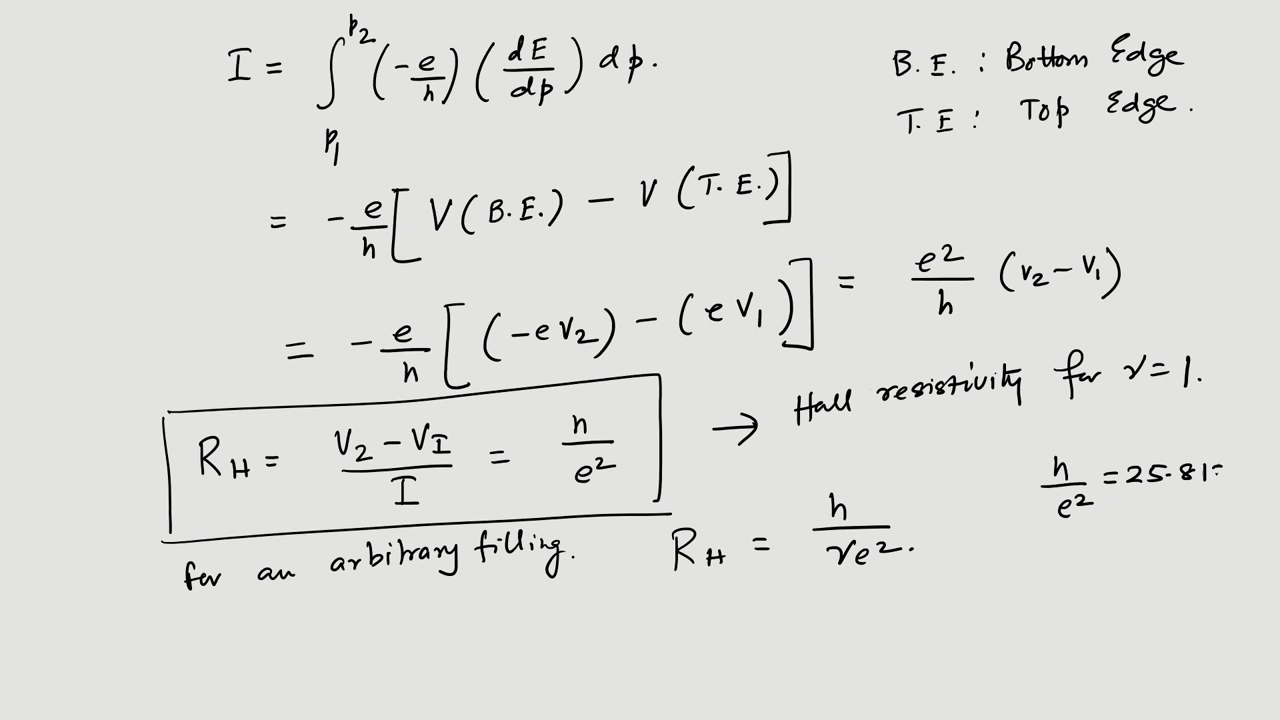 I = ∫_{p₁}^{p₂} (-e/h) (dE/dp) dp.
B.E. : Bottom Edge
T.E : Top Edge.
= -e/h [V(B.E.) - V(T.E.)]
= -e/h [(-eV₂) - (eV₁)] = e²/h (V₂ - V₁)
R_H = (V₂ - V_I)/I = h/e² → Hall resistivity for ν = 1.
h/e² = 25.81
for an arbitrary filling. R_H = h/νe².